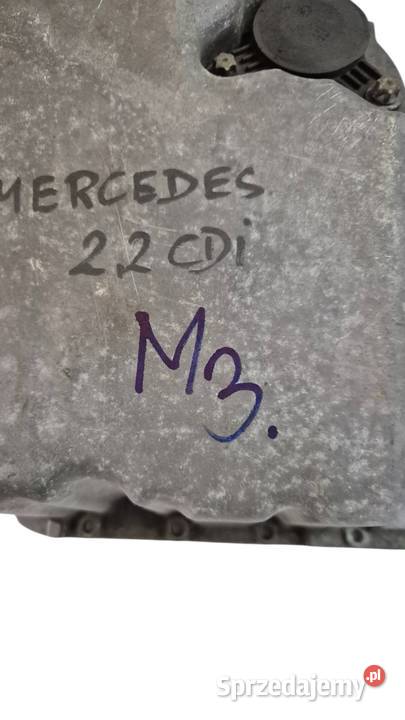 MERCEDES
2,2 CDi
M3.
Sprzedajemy.pl